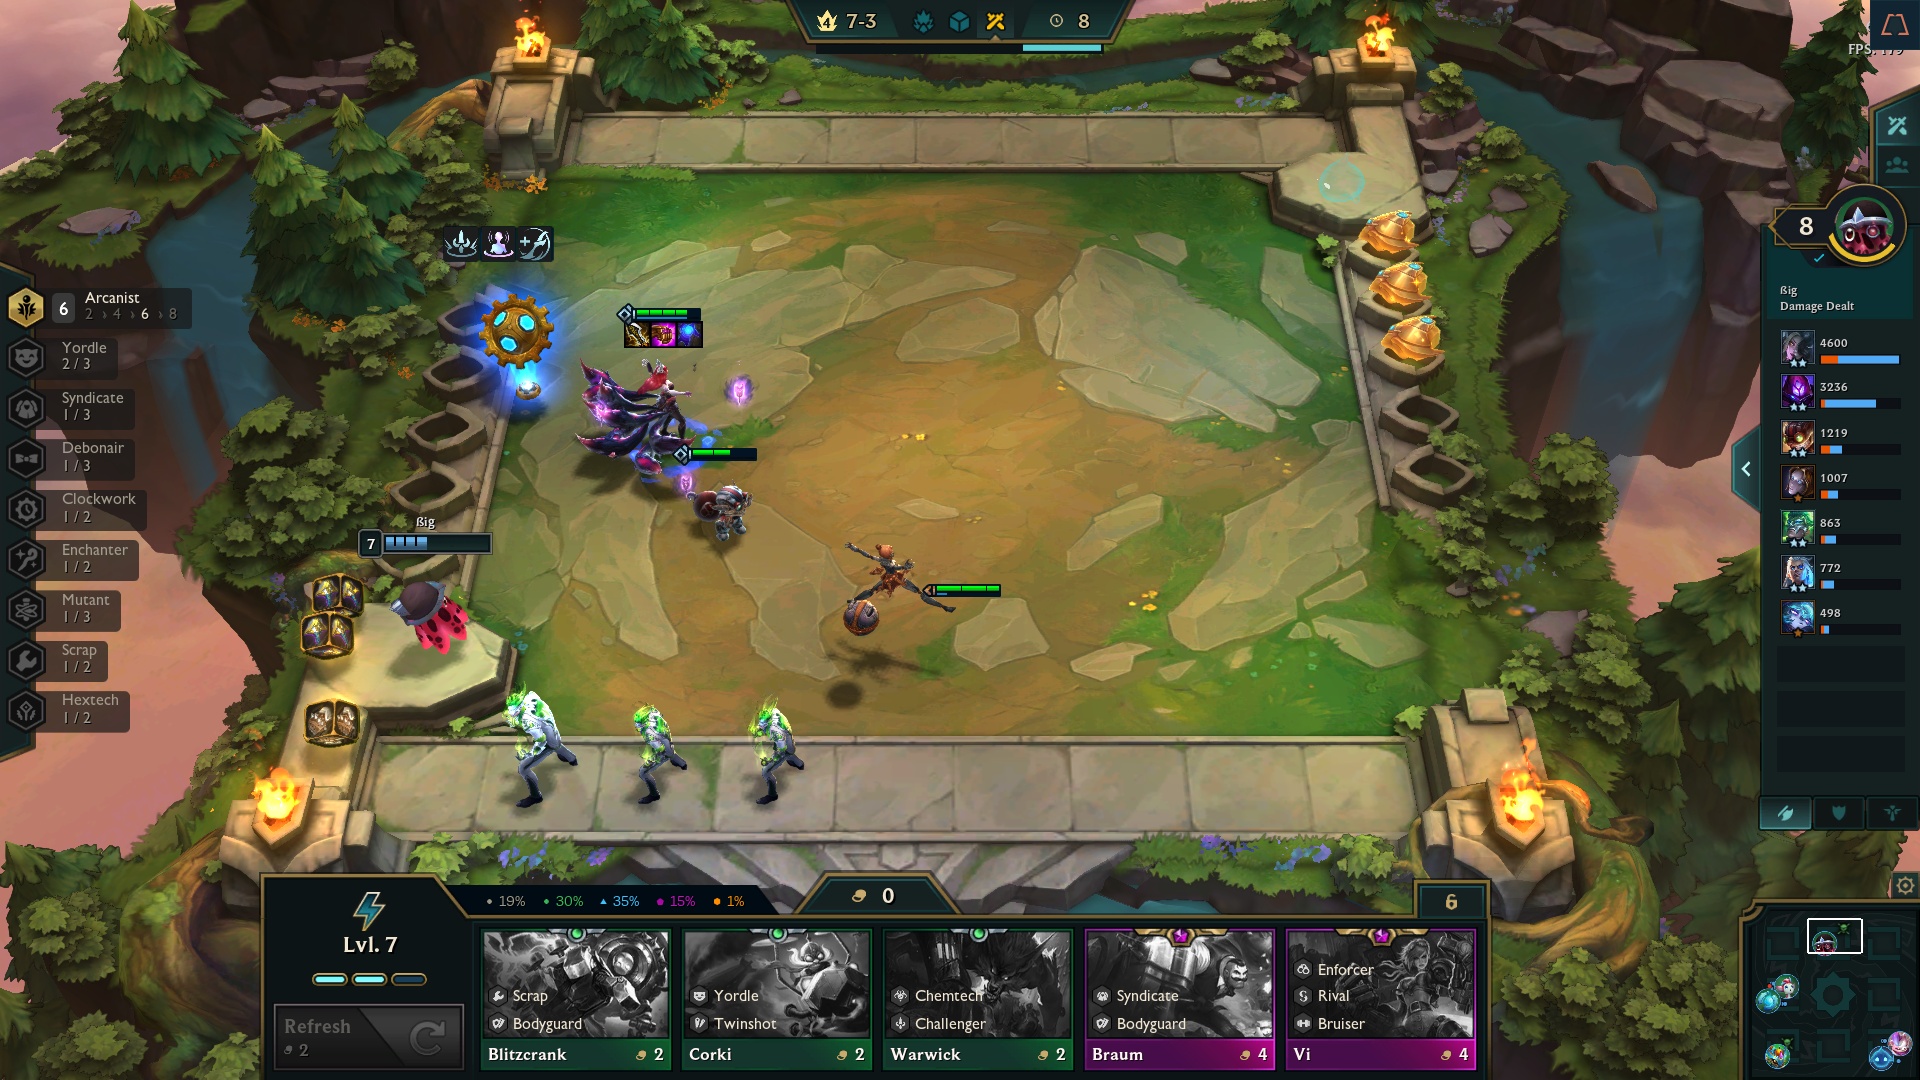 4
7-3
8
FPS: 119
6
Arcanist
2 › 4 › 6 › 8
Yordle
2 / 3
Syndicate
1 / 3
Debonair
1 / 3
Clockwork
1 / 2
Enchanter
1 / 2
Mutant
1 / 3
Scrap
1 / 2
Hextech
1 / 2
ßig
7
8
ßig
Damage Dealt
4600
3236
1219
1007
863
772
498
19%
30%
35%
15%
1%
0
6
Lvl. 7
Refresh
2
Scrap
Bodyguard
Blitzcrank
2
Yordle
Twinshot
Corki
2
Chemtech
Challenger
Warwick
2
Syndicate
Bodyguard
Braum
4
Enforcer
Rival
Bruiser
Vi
4